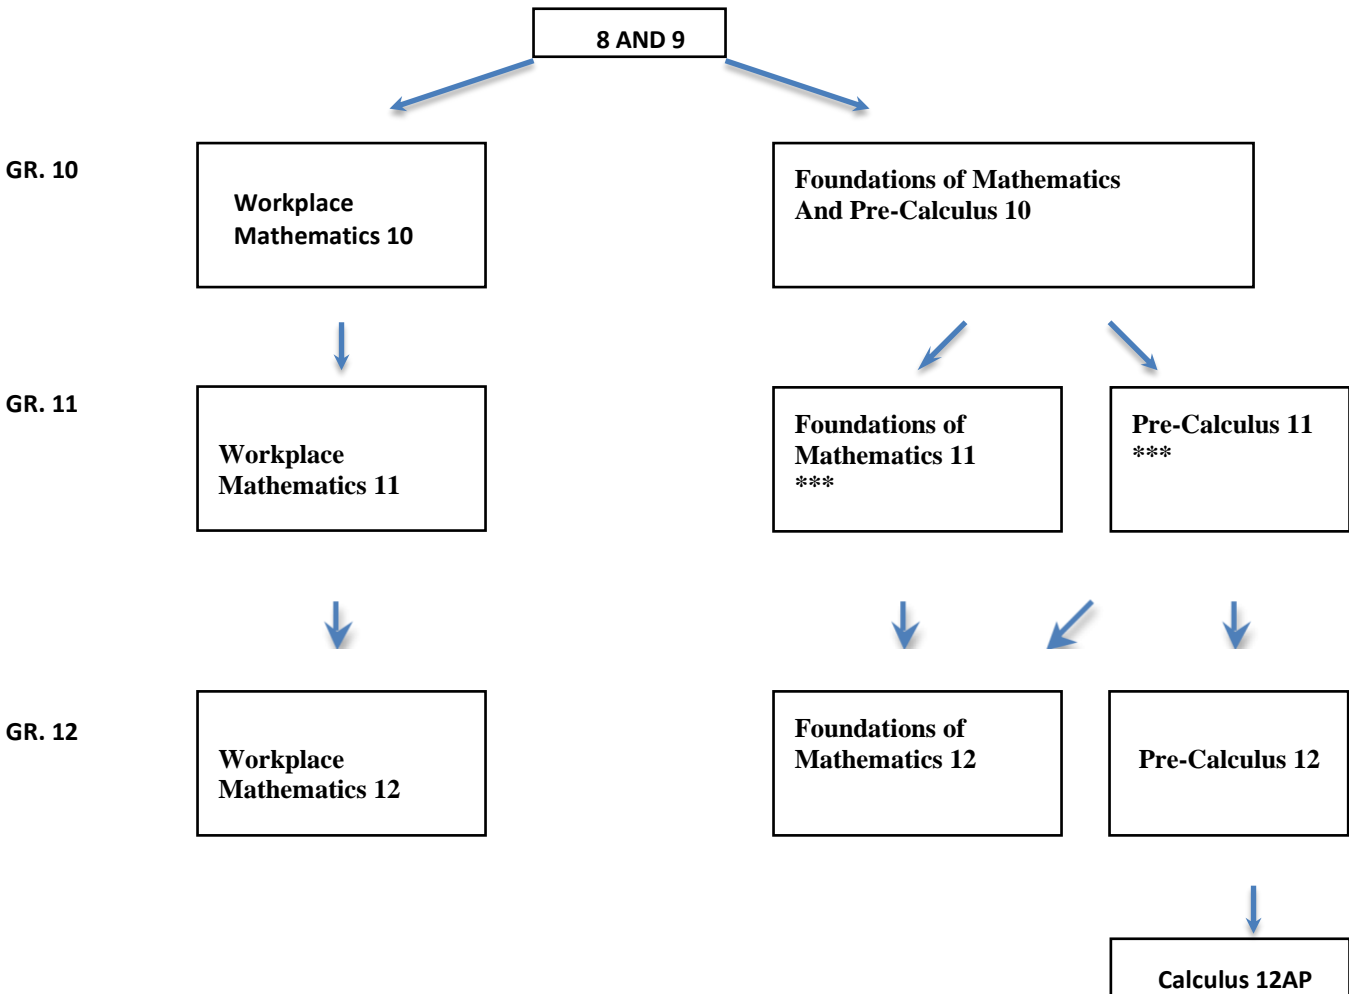 8 AND 9
GR. 10
Workplace
Mathematics 10
Foundations of Mathematics
And Pre-Calculus 10
GR. 11
Workplace
Mathematics 11
Foundations of
Mathematics 11
***
Pre-Calculus 11
***
GR. 12
Workplace
Mathematics 12
Foundations of
Mathematics 12
Pre-Calculus 12
Calculus 12AP